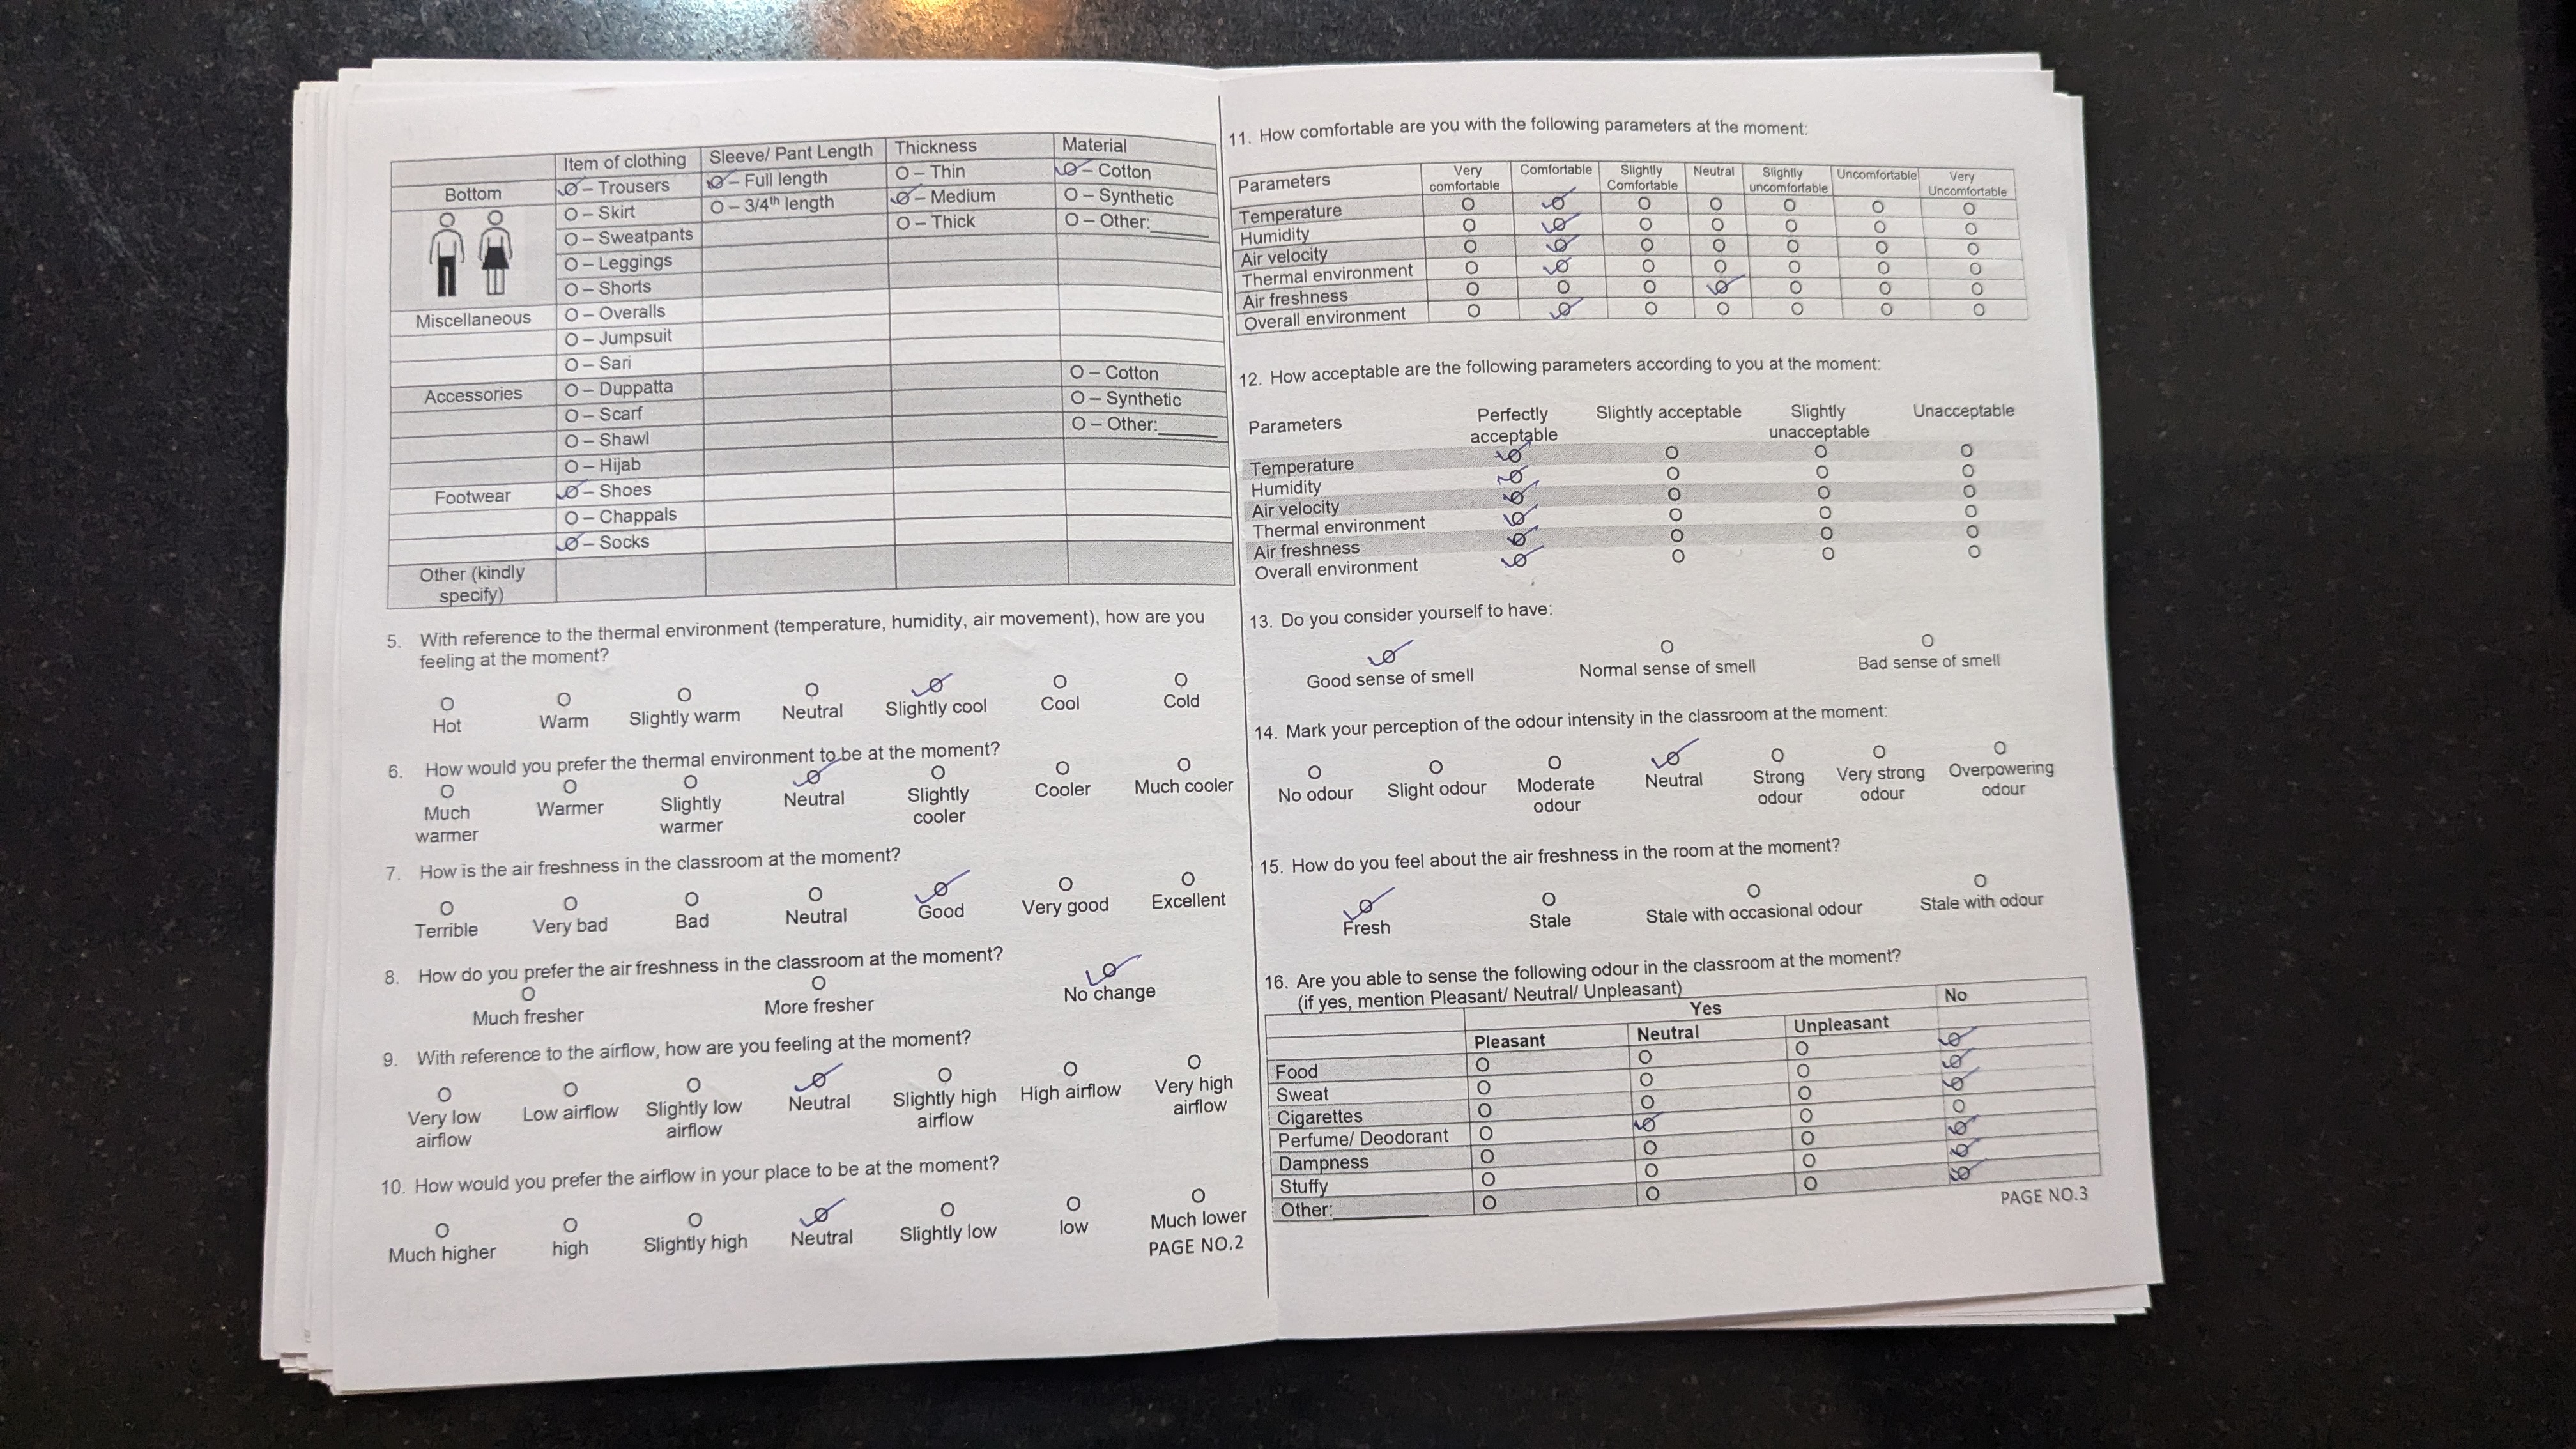 Item of clothing Sleeve/ Pant Length Thickness Material
Bottom O – Trousers O – Full length O – Thin O – Cotton
O – Skirt O – 3/4th length O – Medium O – Synthetic
O – Sweatpants O – Thick O – Other:______
O – Leggings
O – Shorts
Miscellaneous O – Overalls
O – Jumpsuit
O – Sari
Accessories O – Duppatta O – Cotton
O – Scarf O – Synthetic
O – Shawl O – Other:______
O – Hijab
Footwear O – Shoes
O – Chappals
O – Socks
Other (kindly
specify)
5. With reference to the thermal environment (temperature, humidity, air movement), how are you
feeling at the moment?
O O O O O O O
Hot Warm Slightly warm Neutral Slightly cool Cool Cold
6. How would you prefer the thermal environment to be at the moment?
O O O O O O O
Much Warmer Slightly Neutral Slightly Cooler Much cooler
warmer warmer cooler
7. How is the air freshness in the classroom at the moment?
O O O O O O O
Terrible Very bad Bad Neutral Good Very good Excellent
8. How do you prefer the air freshness in the classroom at the moment?
O O O
Much fresher More fresher No change
9. With reference to the airflow, how are you feeling at the moment?
O O O O O O O
Very low Low airflow Slightly low Neutral Slightly high High airflow Very high
airflow airflow airflow airflow
10. How would you prefer the airflow in your place to be at the moment?
O O O O O O O
Much higher high Slightly high Neutral Slightly low low Much lower
PAGE NO.2
11. How comfortable are you with the following parameters at the moment:
Parameters Very Comfortable Slightly Neutral Slightly Uncomfortable Very
comfortable Comfortable uncomfortable Uncomfortable
Temperature O O O O O O O
Humidity O O O O O O O
Air velocity O O O O O O O
Thermal environment O O O O O O O
Air freshness O O O O O O O
Overall environment O O O O O O O
12. How acceptable are the following parameters according to you at the moment:
Parameters Perfectly Slightly acceptable Slightly Unacceptable
acceptable unacceptable
Temperature O O O O
Humidity O O O O
Air velocity O O O O
Thermal environment O O O O
Air freshness O O O O
Overall environment O O O O
13. Do you consider yourself to have:
O O O
Good sense of smell Normal sense of smell Bad sense of smell
14. Mark your perception of the odour intensity in the classroom at the moment:
O O O O O O O
No odour Slight odour Moderate Neutral Strong Very strong Overpowering
odour odour odour odour
15. How do you feel about the air freshness in the room at the moment?
O O O O
Fresh Stale Stale with occasional odour Stale with odour
16. Are you able to sense the following odour in the classroom at the moment?
(if yes, mention Pleasant/ Neutral/ Unpleasant)
Yes No
Pleasant Neutral Unpleasant
Food O O O O
Sweat O O O O
Cigarettes O O O O
Perfume/ Deodorant O O O O
Dampness O O O O
Stuffy O O O O
Other:__________ O O O O
PAGE NO.3